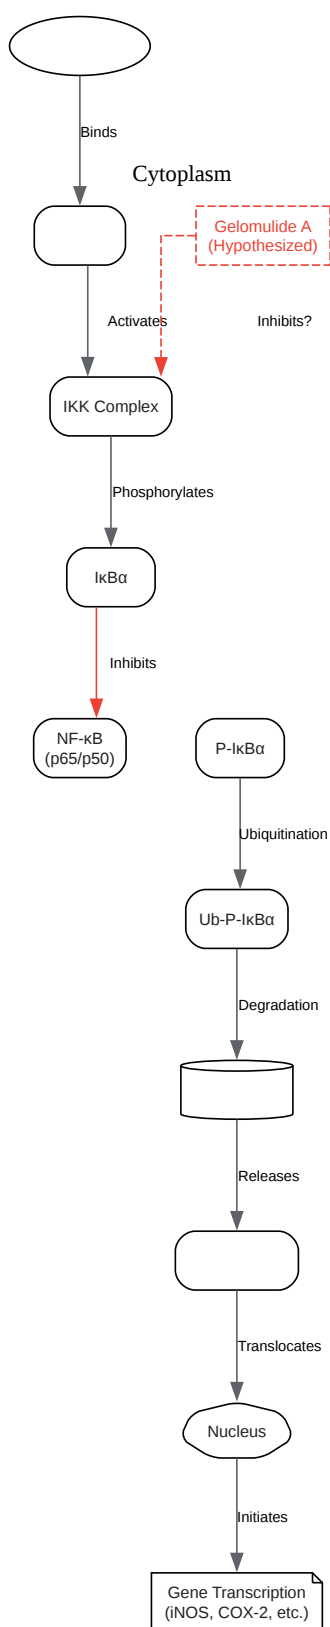 Binds
Cytoplasm
Gelomulide A
(Hypothesized)
Activates
Inhibits?
IKK Complex
Phosphorylates
IκBα
Inhibits
NF-κB
(p65/p50)
P-IκBα
Ubiquitination
Ub-P-IκBα
Degradation
Releases
Translocates
Nucleus
Initiates
Gene Transcription
(iNOS, COX-2, etc.)